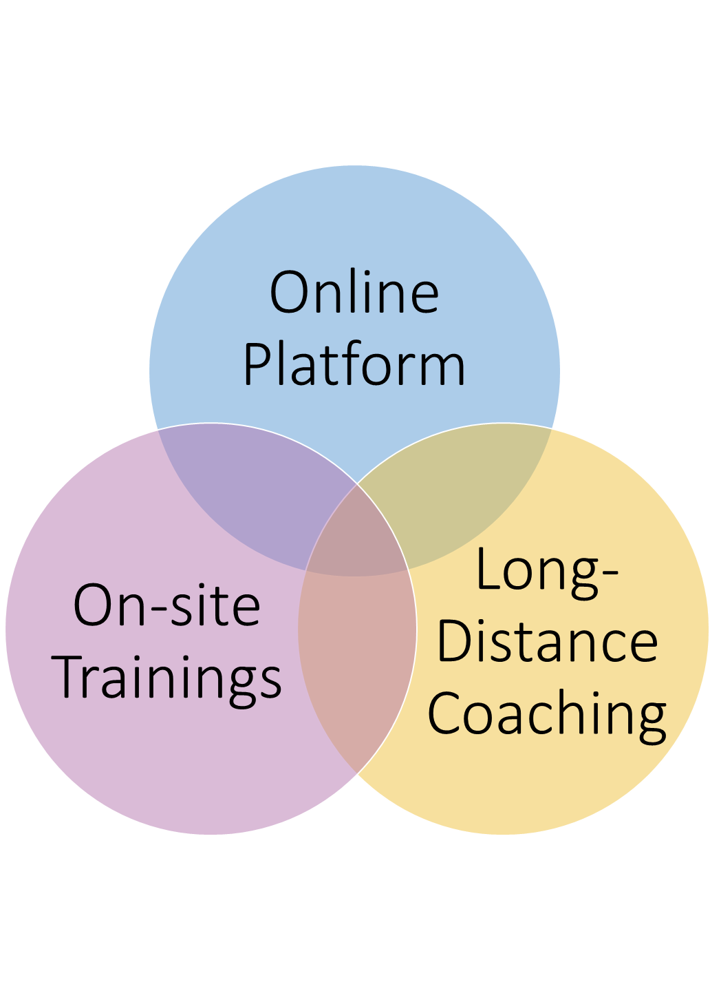 Online
Platform
On-site
Trainings
Long-
Distance
Coaching